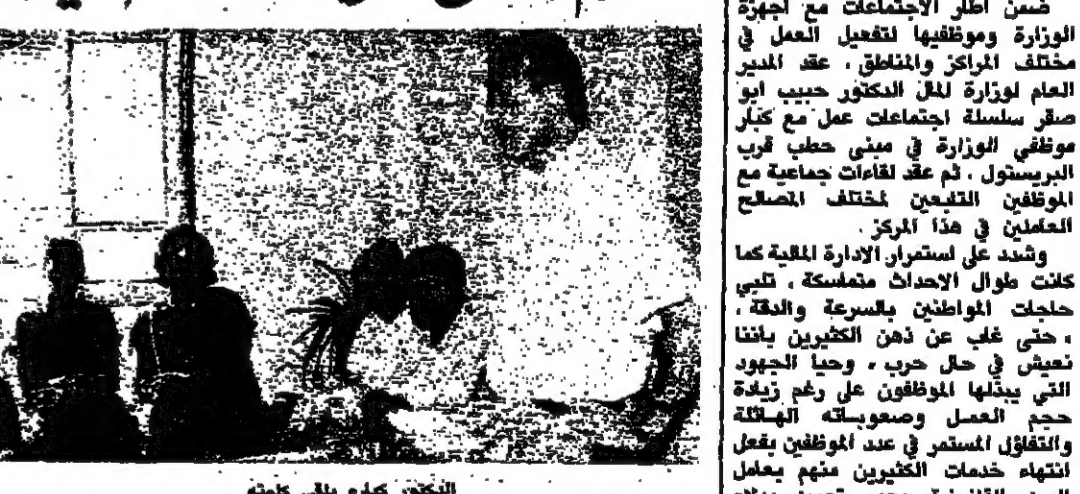 ضمن اطار الاجتماعات مع اجهزة
الوزارة وموظفيها لتفعيل العمل في
مختلف المراكز والمناطق ، عقد المدير
العام لوزارة المال الدكتور حبيب ابو
صقر سلسلة اجتماعات عمل مع كبار
موظفي الوزارة في مبنى حطب قرب
البريستول . ثم عقد لقاءات جماعية مع
الموظفين التابعين لمختلف المصالح
العاملين في هذا المركز .
وشدد على استمرار الادارة المالية كما
كانت طوال الاحداث متماسكة ، تلبي
حاجات المواطنين بالسرعة والدقة ،
، حتى غاب عن ذهن الكثيرين بأننا
نعيش في حال حرب ، وحيا الجهود
التي يبذلها الموظفون على رغم زيادة
حجم العمل وصعوباته الهائلة
والتفاؤل المستمر في عدد الموظفين بفعل
انتهاء خدمات الكثيرين منهم بعامل
الدكتور يلقي كلمته